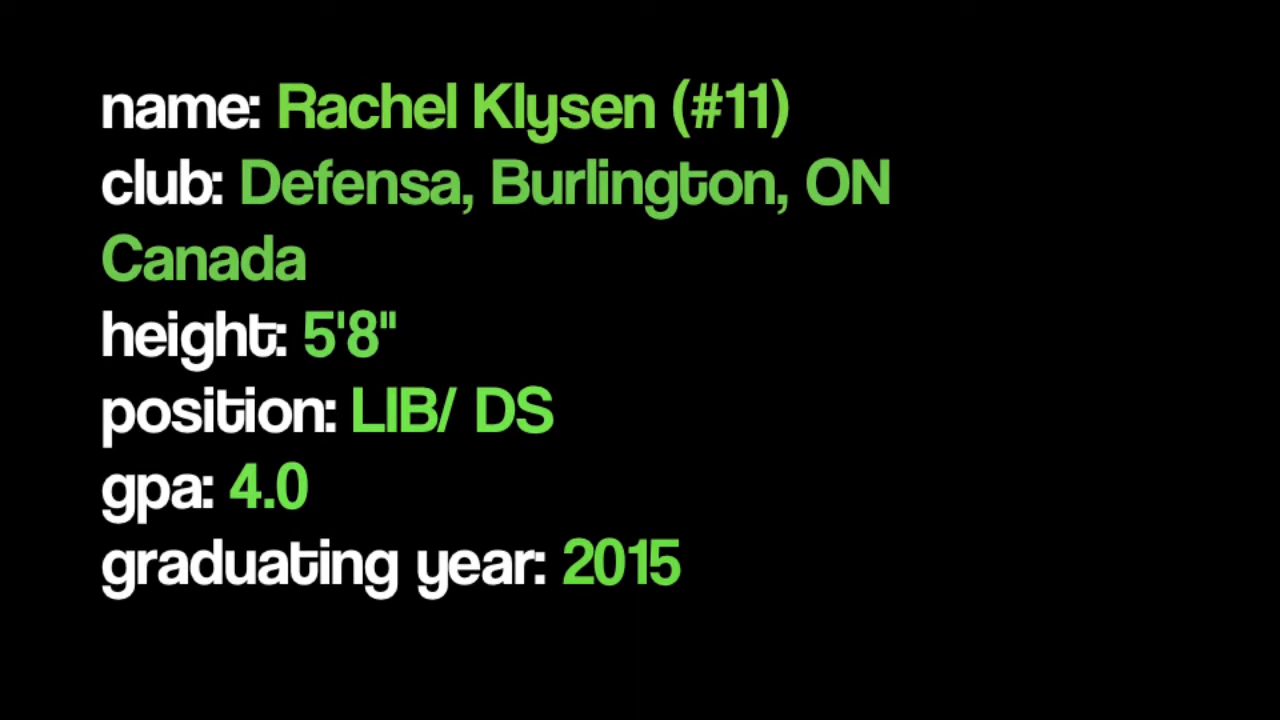 name: Rachel Klysen (#11)
club: Defensa, Burlington, ON
Canada
height: 5'8"
position: LIB/ DS
gpa: 4.0
graduating year: 2015